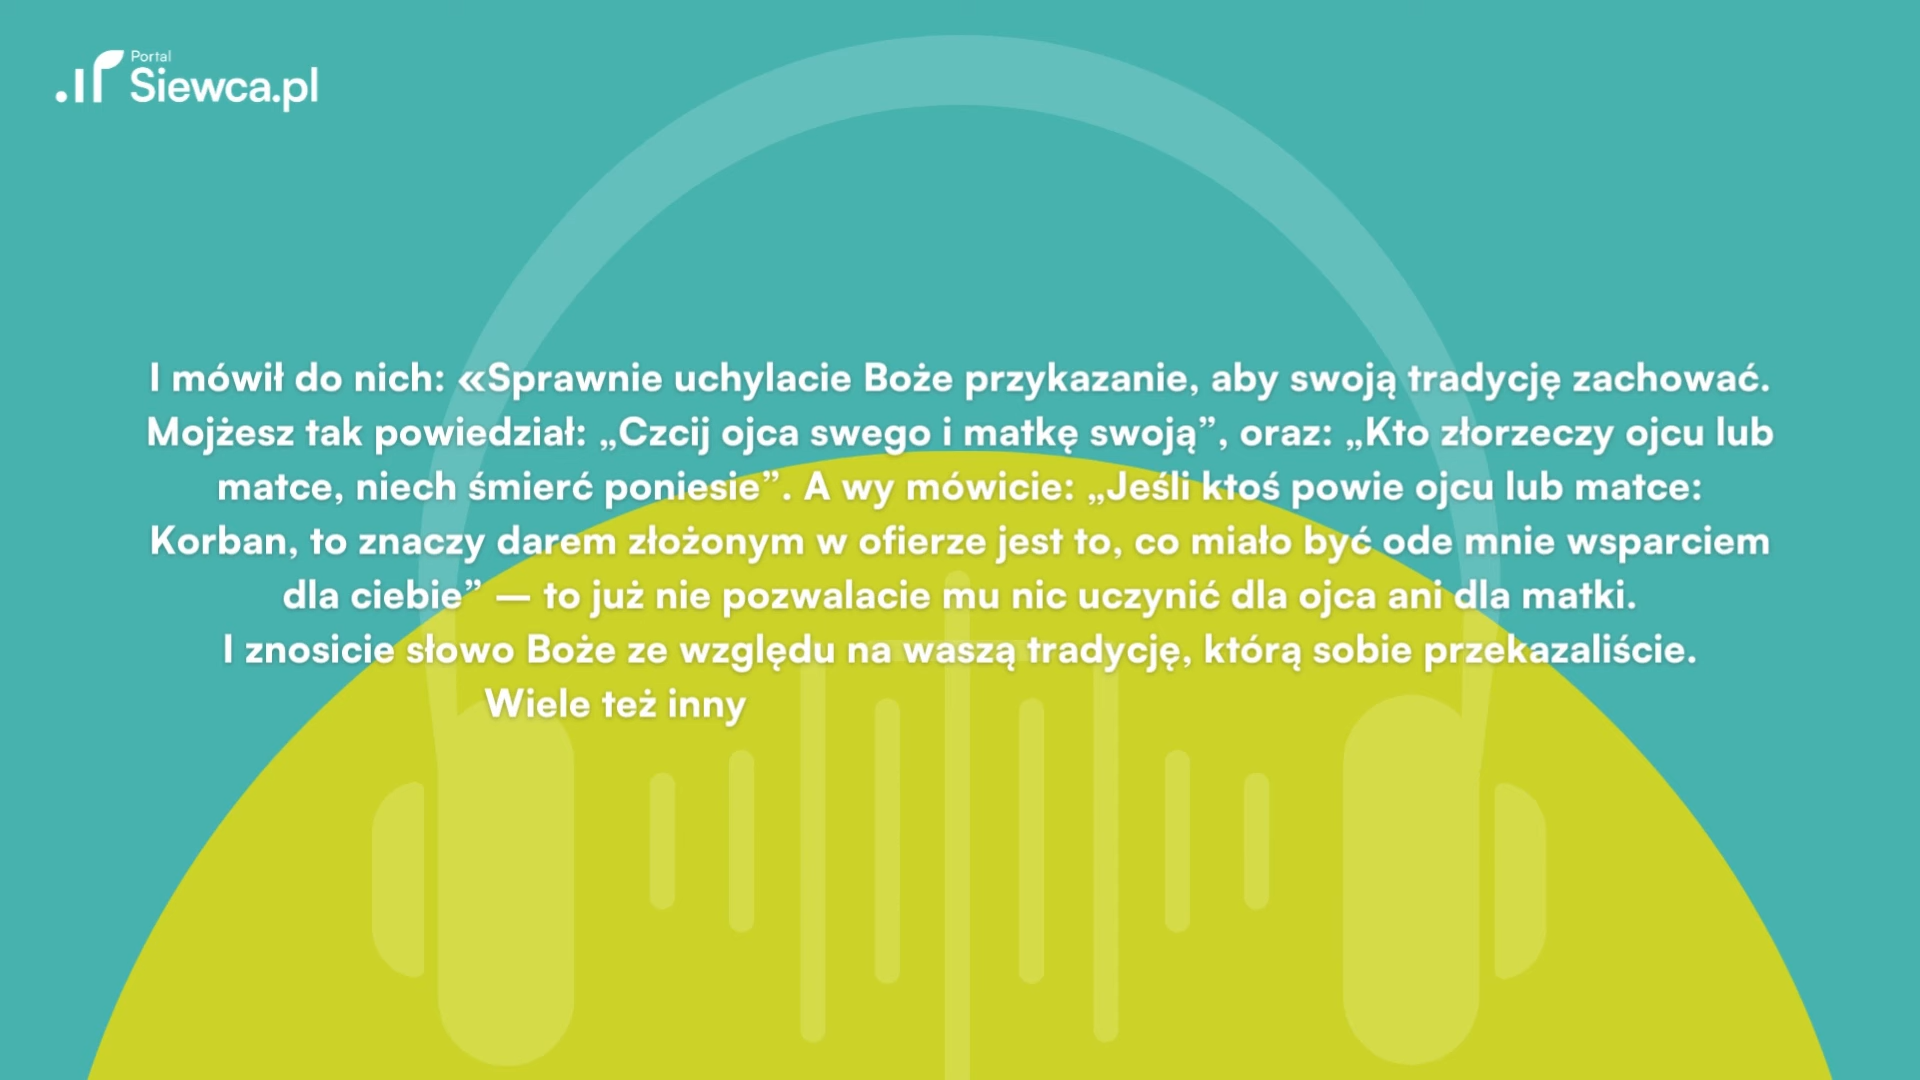 Portal
Siewca.pl
I mówił do nich: «Sprawnie uchylacie Boże przykazanie, aby swoją tradycję zachować.
Mojżesz tak powiedział: „Czcij ojca swego i matkę swoją”, oraz: „Kto złorzeczy ojcu lub
matce, niech śmierć poniesie”. A wy mówicie: „Jeśli ktoś powie ojcu lub matce:
Korban, to znaczy darem złożonym w ofierze jest to, co miało być ode mnie wsparciem
dla ciebie” — to już nie pozwalacie mu nic uczynić dla ojca ani dla matki.
I znosicie słowo Boże ze względu na waszą tradycję, którą sobie przekazaliście.
Wiele też inny